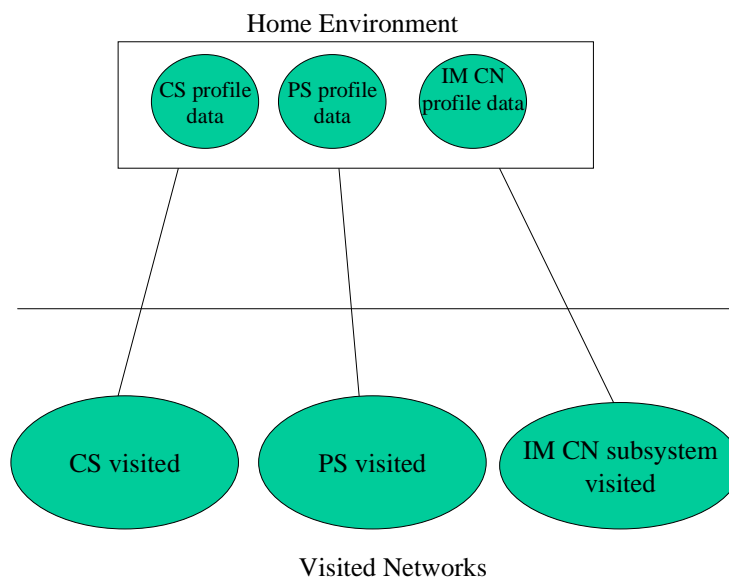 Home Environment
CS profile
data
PS profile
data
IM CN
profile data
CS visited
PS visited
IM CN subsystem
visited
Visited Networks